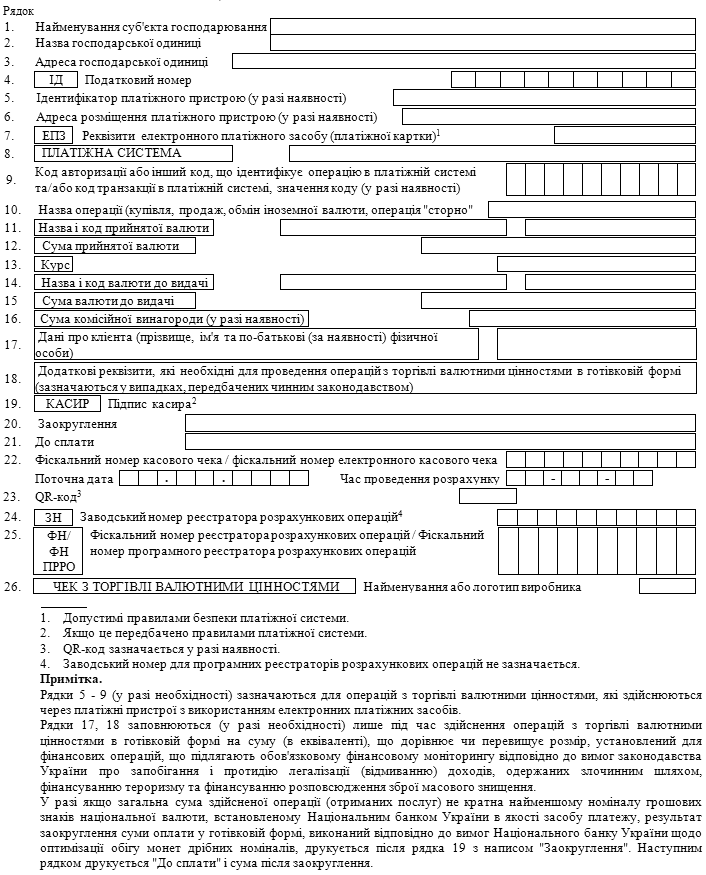 Рядок
1. Найменування суб'єкта господарювання
2. Назва господарської одиниці
3. Адреса господарської одиниці
4. ІД Податковий номер
5. Ідентифікатор платіжного пристрою (у разі наявності)
6. Адреса розміщення платіжного пристрою (у разі наявності)
7. ЕПЗ Реквізити електронного платіжного засобу (платіжної картки)1
8. ПЛАТІЖНА СИСТЕМА
9. Код авторизації або інший код, що ідентифікує операцію в платіжній системі
та/або код транзакції в платіжній системі, значення коду (у разі наявності)
10. Назва операції (купівля, продаж, обмін іноземної валюти, операція "сторно"
11. Назва і код прийнятої валюти
12. Сума прийнятої валюти
13. Курс
14. Назва і код валюти до видачі
15 Сума валюти до видачі
16. Сума комісійної винагороди (у разі наявності)
17. Дані про клієнта (прізвище, ім'я та по-батькові (за наявності) фізичної
особи)
18. Додаткові реквізити, які необхідні для проведення операцій з торгівлі валютними цінностями в готівковій формі
(зазначаються у випадках, передбачених чинним законодавством)
19. КАСИР Підпис касира2
20. Заокруглення
21. До сплати
22. Фіскальний номер касового чека / фіскальний номер електронного касового чека
Поточна дата . . Час проведення розрахунку - -
23. QR-код3
24. ЗН Заводський номер реєстратора розрахункових операцій4
25. ФН/ Фіскальний номер реєстратора розрахункових операцій / Фіскальний
ФН номер програмного реєстратора розрахункових операцій
ПРРО
26. ЧЕК З ТОРГІВЛІ ВАЛЮТНИМИ ЦІННОСТЯМИ Найменування або логотип виробника
1. Допустимі правилами безпеки платіжної системи.
2. Якщо це передбачено правилами платіжної системи.
3. QR-код зазначається у разі наявності.
4. Заводський номер для програмних реєстраторів розрахункових операцій не зазначається.
Примітка.
Рядки 5 - 9 (у разі необхідності) зазначаються для операцій з торгівлі валютними цінностями, які здійснюються
через платіжні пристрої з використанням електронних платіжних засобів.
Рядки 17, 18 заповнюються (у разі необхідності) лише під час здійснення операцій з торгівлі валютними
цінностями в готівковій формі на суму (в еквіваленті), що дорівнює чи перевищує розмір, установлений для
фінансових операцій, що підлягають обов'язковому фінансовому моніторингу відповідно до вимог законодавства
України про запобігання і протидію легалізації (відмиванню) доходів, одержаних злочинним шляхом,
фінансуванню тероризму та фінансуванню розповсюдження зброї масового знищення.
У разі якщо загальна сума здійсненої операції (отриманих послуг) не кратна найменшому номіналу грошових
знаків національної валюти, встановленому Національним банком України в якості засобу платежу, результат
заокруглення суми оплати у готівковій формі, виконаний відповідно до вимог Національного банку України щодо
оптимізації обігу монет дрібних номіналів, друкується після рядка 19 з написом "Заокруглення". Наступним
рядком друкується "До сплати" і сума після заокруглення.